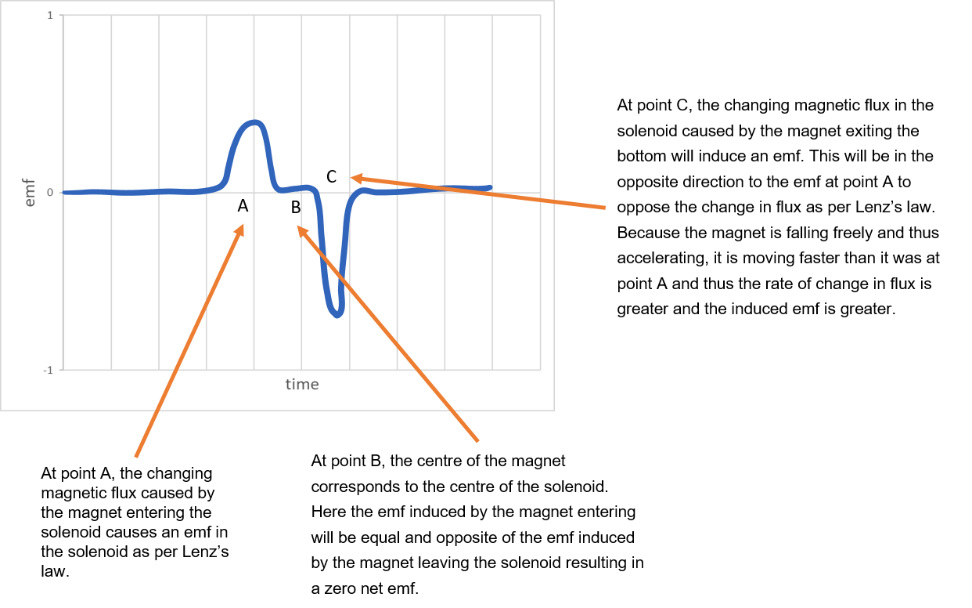 1
emf
0
-1
A
B
C
time
At point C, the changing magnetic flux in the
solenoid caused by the magnet exiting the
bottom will induce an emf. This will be in the
opposite direction to the emf at point A to
oppose the change in flux as per Lenz’s law.
Because the magnet is falling freely and thus
accelerating, it is moving faster than it was at
point A and thus the rate of change in flux is
greater and the induced emf is greater.
At point A, the changing
magnetic flux caused by
the magnet entering the
solenoid causes an emf in
the solenoid as per Lenz’s
law.
At point B, the centre of the magnet
corresponds to the centre of the solenoid.
Here the emf induced by the magnet entering
will be equal and opposite of the emf induced
by the magnet leaving the solenoid resulting in
a zero net emf.